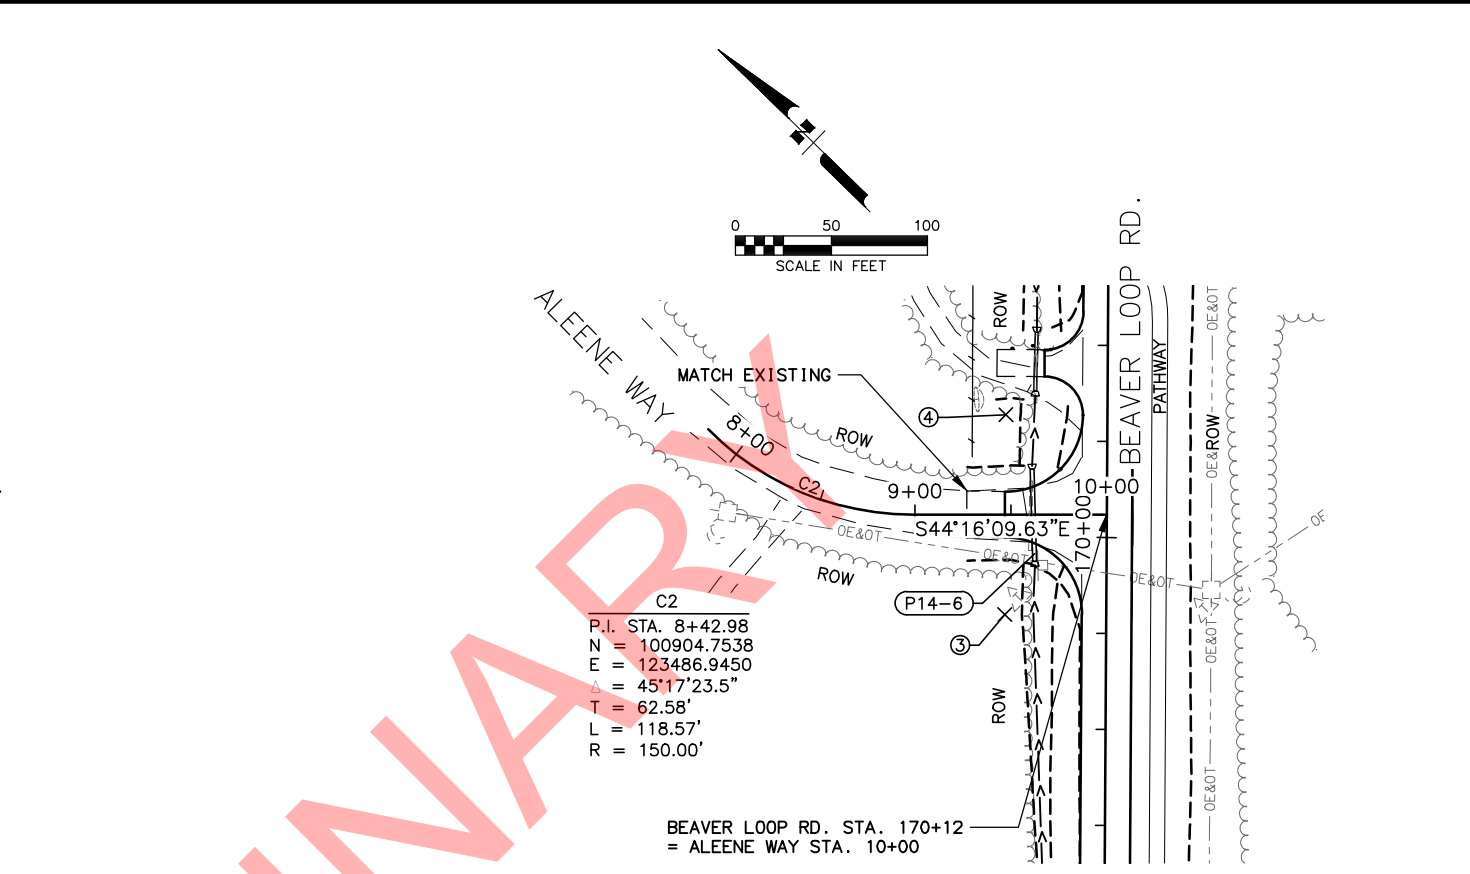 N
0 50 100
SCALE IN FEET
BEAVER LOOP RD.
ALEENE WAY
ROW
OE&OT
PATHWAY
MATCH EXISTING
4
8+00
ROW
OE&ROW
C2
9+00
10+00
S44°16'09.63"E
170+00
OE&OT
OE&OT
OE&OT
OE
ROW
P14-6
3
OE&OT
ROW
OE&OT
C2
P.I. STA. 8+42.98
N = 100904.7538
E = 123486.9450
Δ = 45°17'23.5"
T = 62.58'
L = 118.57'
R = 150.00'
BEAVER LOOP RD. STA. 170+12
= ALEENE WAY STA. 10+00
INARY